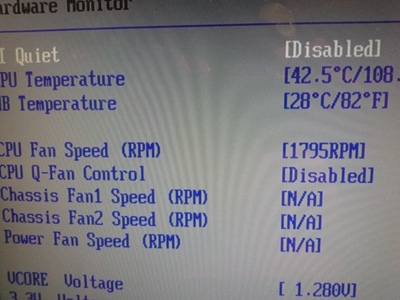 ardware Monitor
I Quiet [Disabled]
PU Temperature [42.5°C/108.
MB Temperature [28°C/82°F]
CPU Fan Speed (RPM) [1795RPM]
CPU Q-Fan Control [Disabled]
Chassis Fan1 Speed (RPM) [N/A]
Chassis Fan2 Speed (RPM) [N/A]
Power Fan Speed (RPM) [N/A]
VCORE Voltage [ 1.280V]